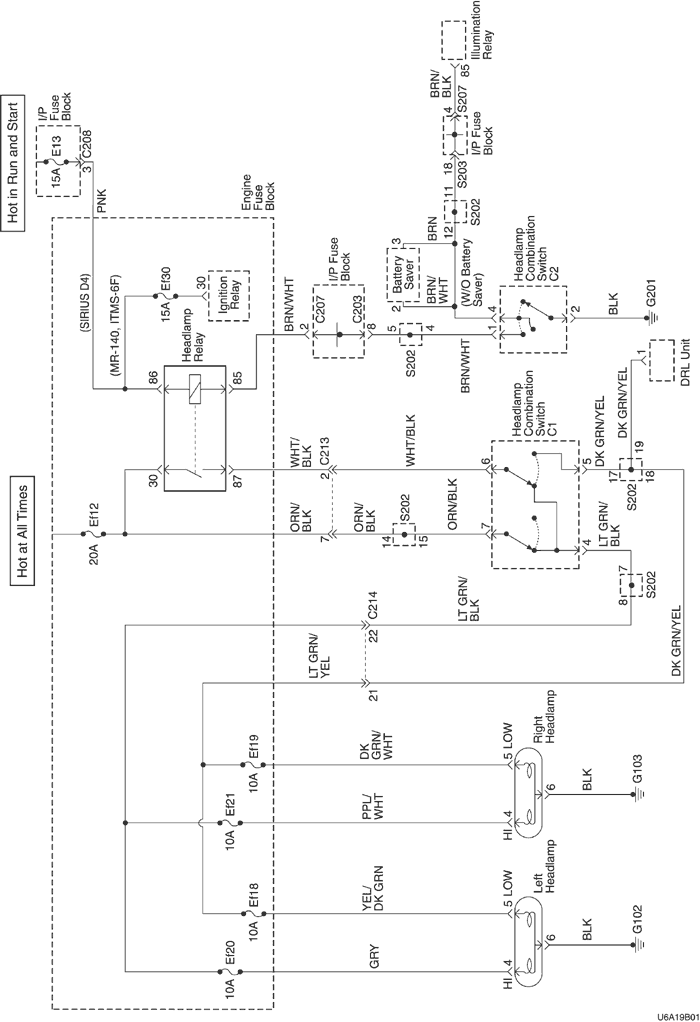 Hot at All Times
Hot in Run and Start
Ef12
20A
E13
15A
I/P
Fuse
Block
3
C208
PNK
Engine
Fuse
Block
(SIRIUS D4)
(MR-140, ITMS-6F)
Ef30
15A
30
Ignition
Relay
Headlamp
Relay
30
86
87
85
Ef20
10A
Ef18
10A
Ef21
10A
Ef19
10A
LT GRN/
YEL
ORN/
BLK
WHT/
BLK
BRN/WHT
2
C207
I/P Fuse
Block
C203
8
7
2
C213
21
22
C214
GRY
YEL/
DK GRN
PPL/
WHT
DK
GRN/
WHT
ORN/
BLK
14
S202
15
WHT/BLK
5
S202
4
2
Battery
Saver
3
BRN/
WHT
BRN
(W/O Battery
Saver)
12
11
S202
18
S203
I/P Fuse
Block
4
S207
BRN/
BLK
85
Illumination
Relay
LT GRN/
BLK
ORN/BLK
BRN/WHT
7
6
Headlamp
Combination
Switch
C1
1
4
Headlamp
Combination
Switch
C2
4
5
2
HI
4
5
LOW
Left
Headlamp
6
BLK
G102
HI
4
5
LOW
Right
Headlamp
6
BLK
G103
LT GRN/
BLK
8
7
S202
DK GRN/YEL
17
19
18
S202
DK GRN/YEL
1
DRL Unit
BLK
G201
DK GRN/YEL
U6A19B01